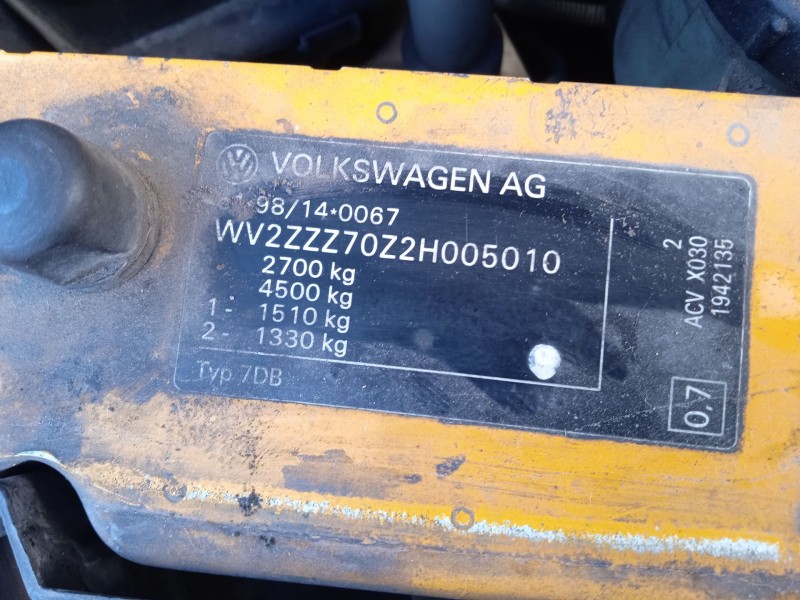 VOLKSWAGEN AG
98/14*0067
WV2ZZZ70Z2H005010
2700 kg
4500 kg
1- 1510 kg
2- 1330 kg
Typ 7DB
2
ACV X030
1942135
0,7